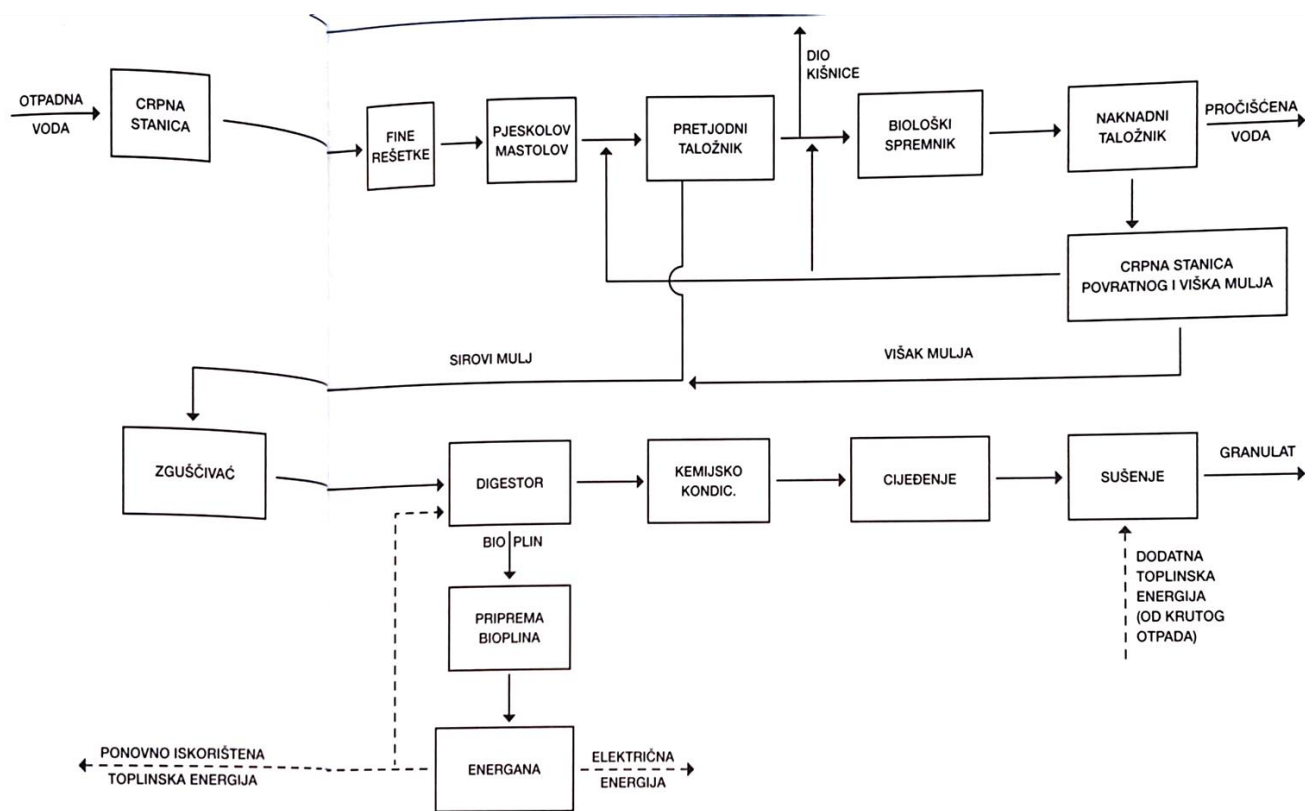 OTPADNA
VODA
CRPNA
STANICA
FINE
REŠETKE
PJESKOLOV
MASTOLOV
PRETJODNI
TALOŽNIK
DIO
KIŠNICE
BIOLOŠKI
SPREMNIK
NAKNADNI
TALOŽNIK
PROČIŠĆENA
VODA
CRPNA STANICA
POVRATNOG I VIŠKA MULJA
SIROVI MULJ
VIŠAK MULJA
ZGUŠČIVAĆ
DIGESTOR
KEMIJSKO
KONDIC.
CIJEĐENJE
SUŠENJE
GRANULAT
BIO PLIN
PRIPREMA
BIOPLINA
DODATNA
TOPLINSKA
ENERGIJA
(OD KRUTOG
OTPADA)
PONOVNO ISKORIŠTENA
TOPLINSKA ENERGIJA
ENERGANA
ELEKTRIČNA
ENERGIJA